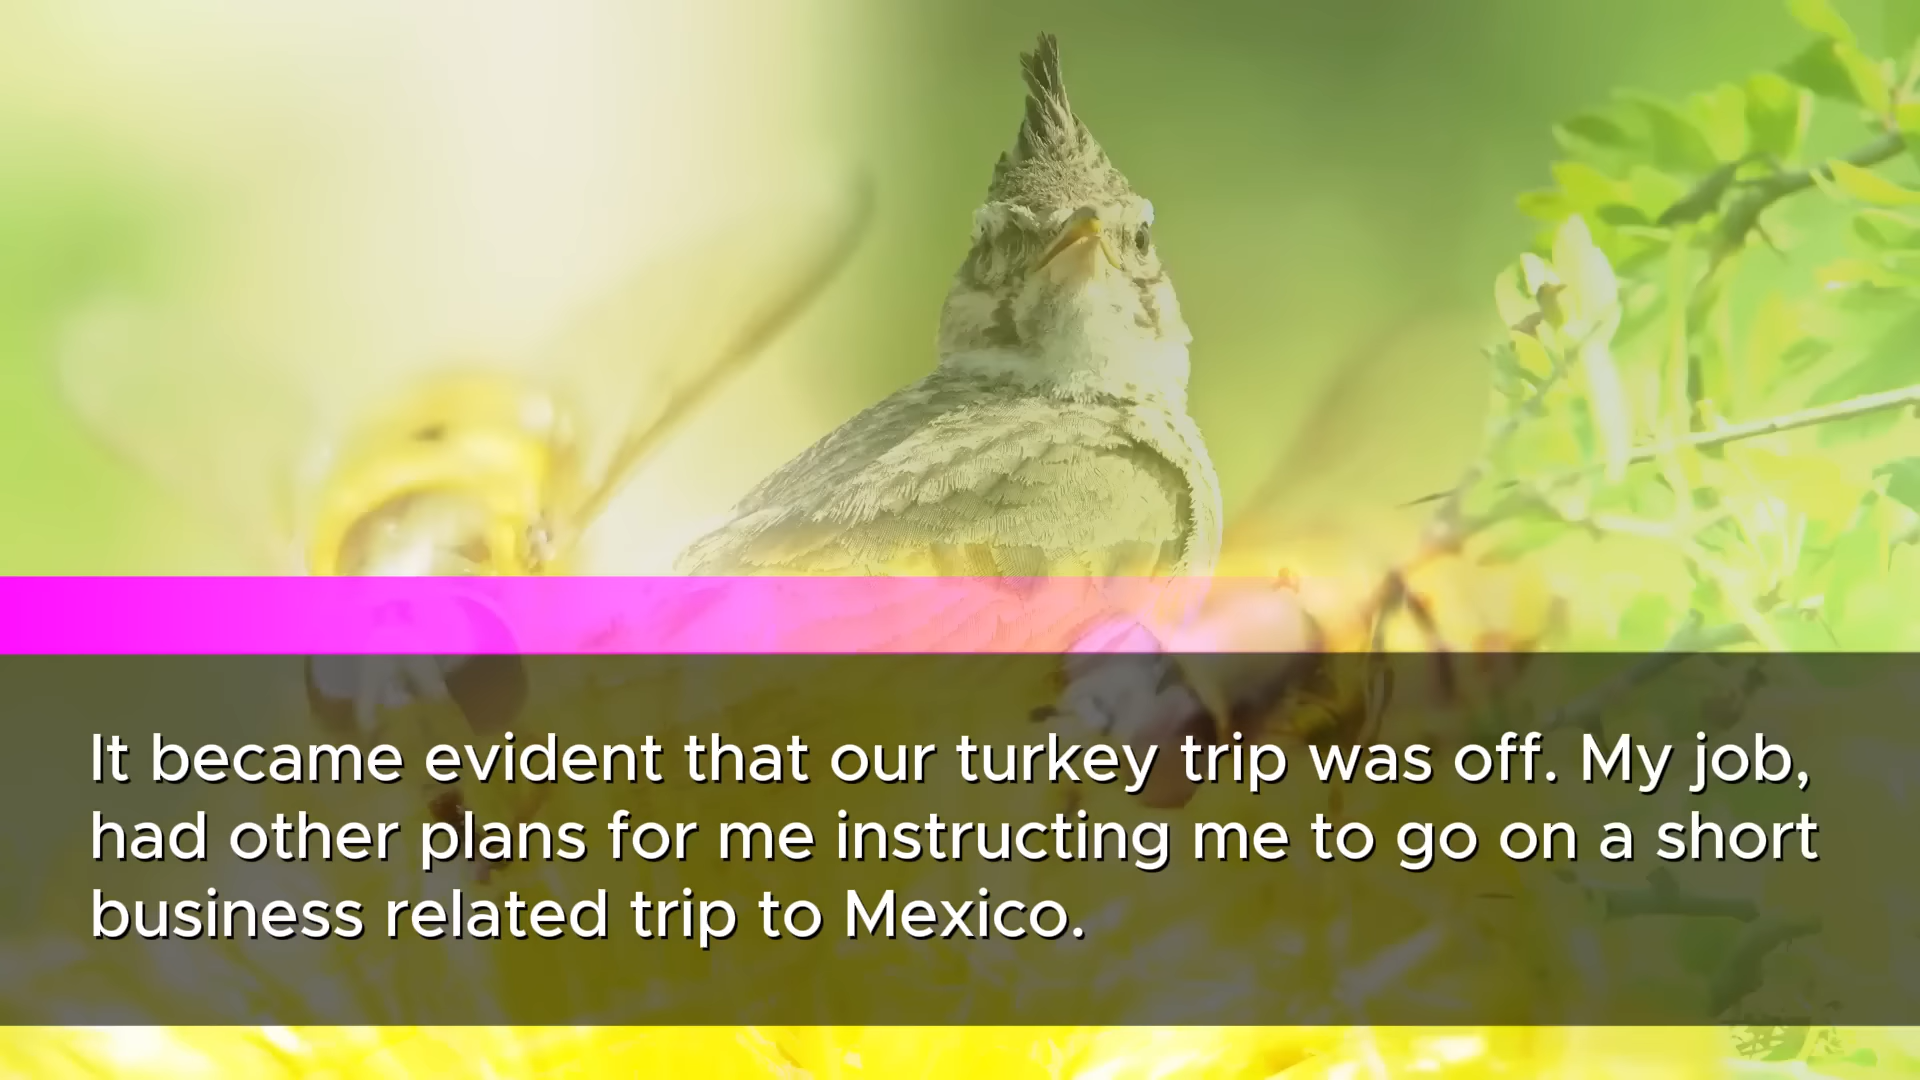 It became evident that our turkey trip was off. My job,
had other plans for me instructing me to go on a short
business related trip to Mexico.